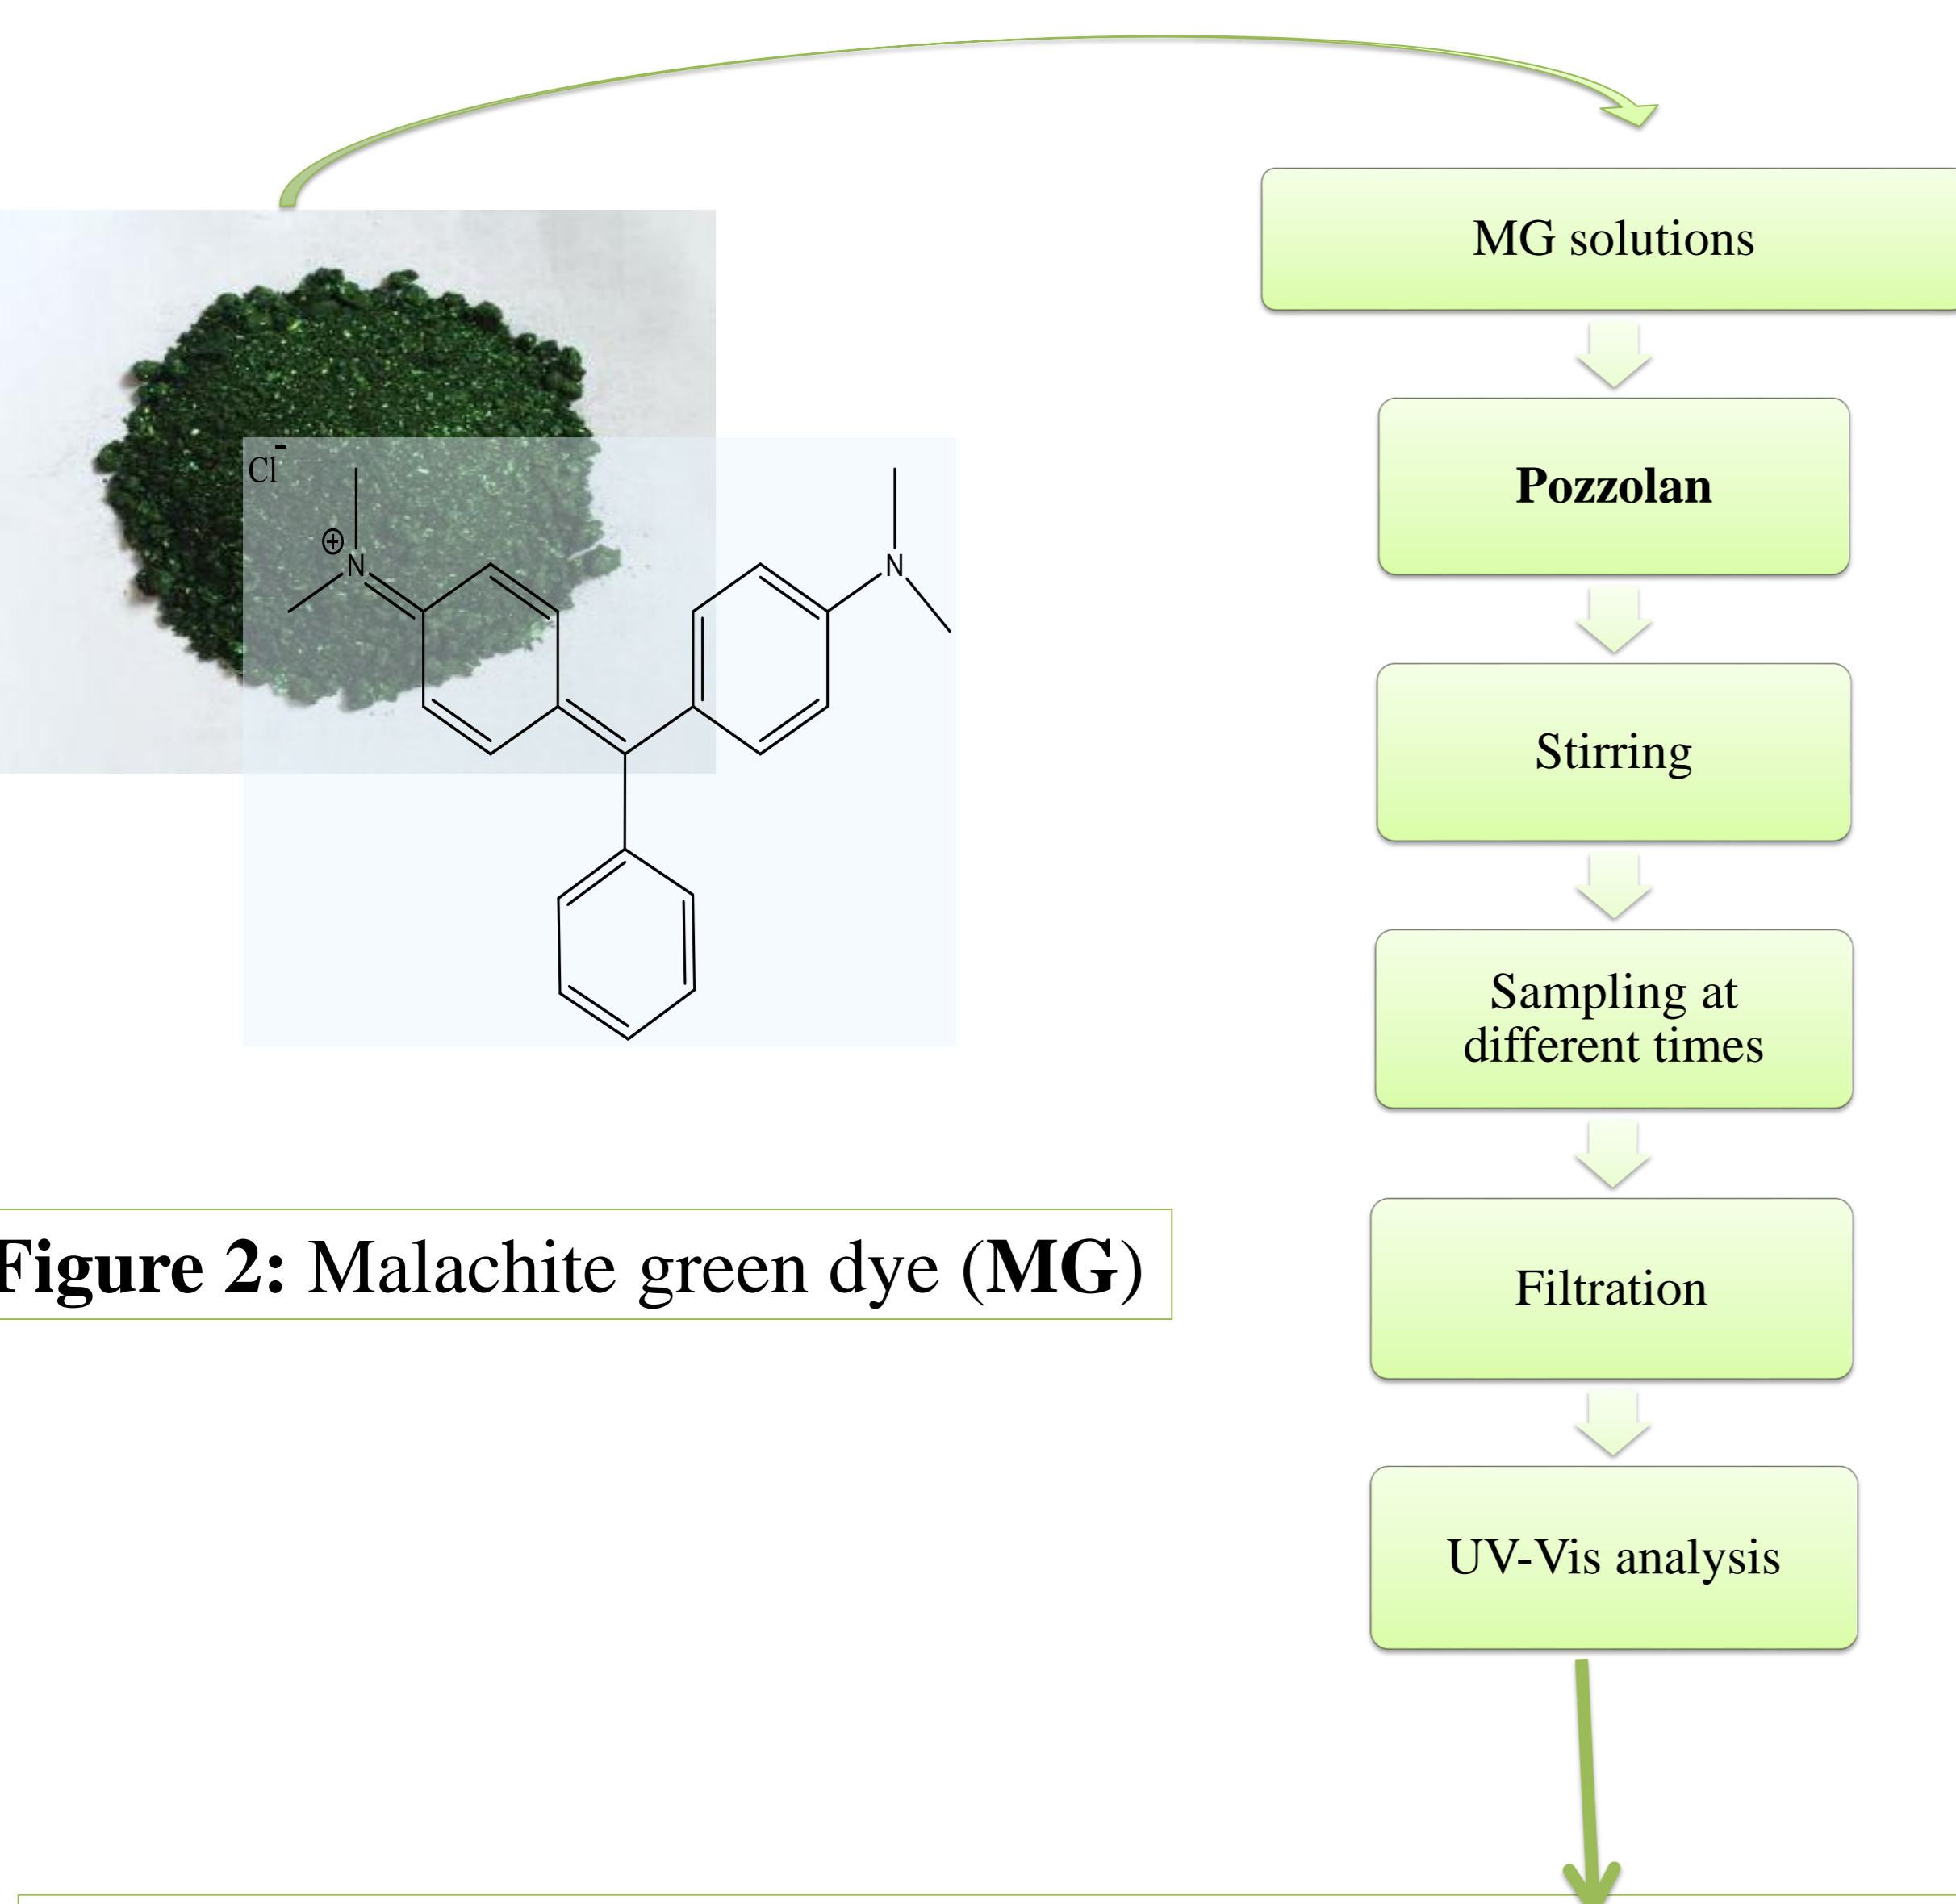 MG solutions
Pozzolan
Cl-
⊕
N
N
Stirring
Sampling at
different times
Figure 2: Malachite green dye (MG)
Filtration
UV-Vis analysis